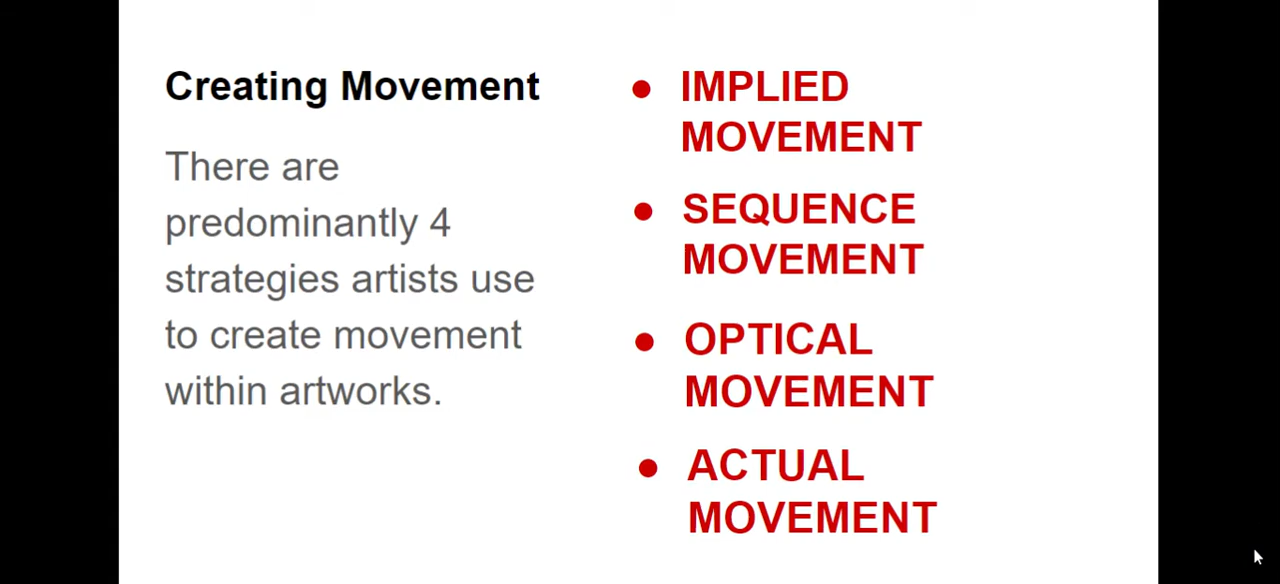 Creating Movement
There are
predominantly 4
strategies artists use
to create movement
within artworks.
● IMPLIED
MOVEMENT
● SEQUENCE
MOVEMENT
● OPTICAL
MOVEMENT
● ACTUAL
MOVEMENT